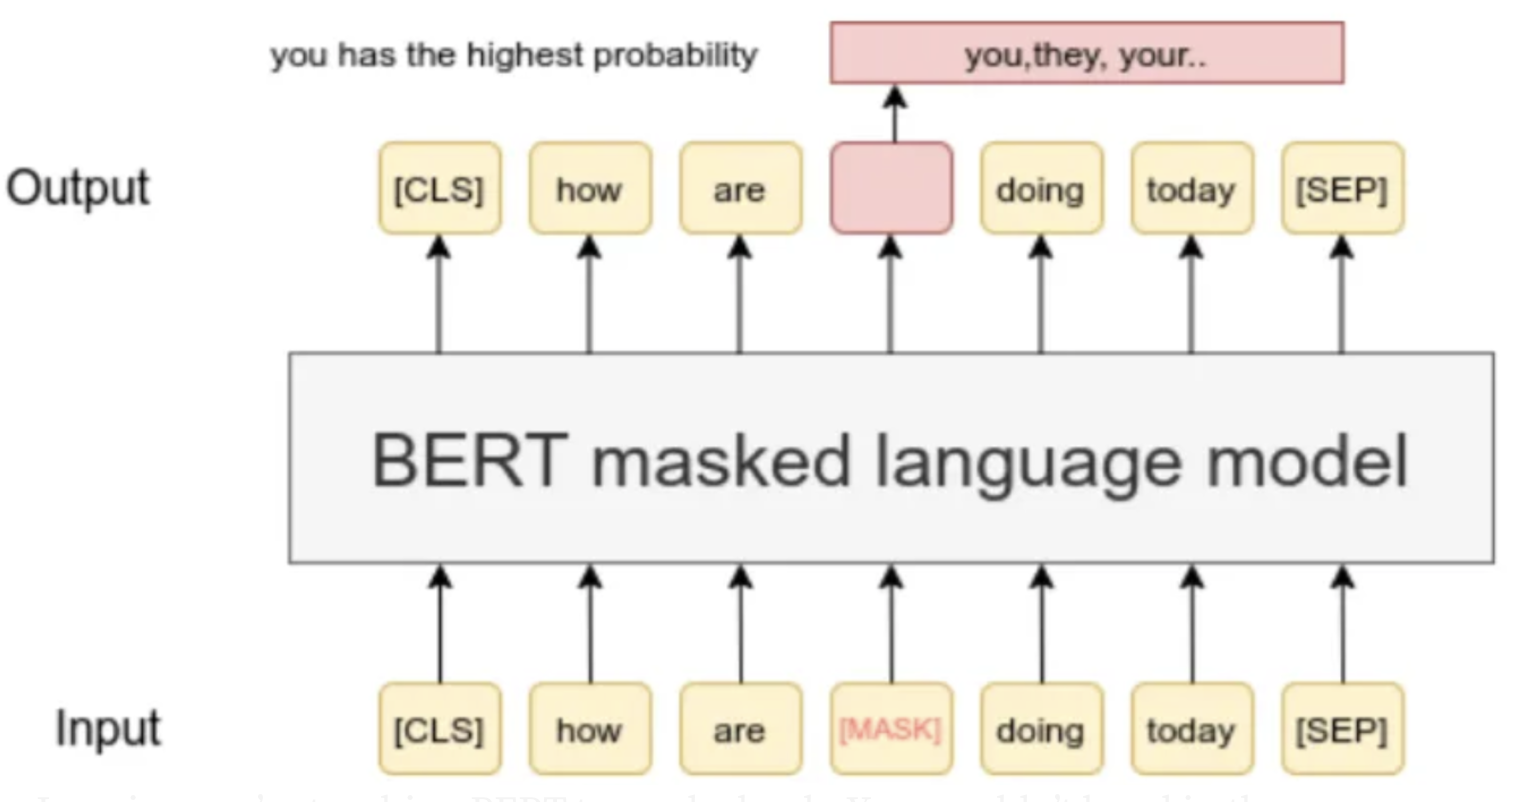 you has the highest probability you,they, your..
Output [CLS] how are doing today [SEP]
BERT masked language model
Input [CLS] how are [MASK] doing today [SEP]